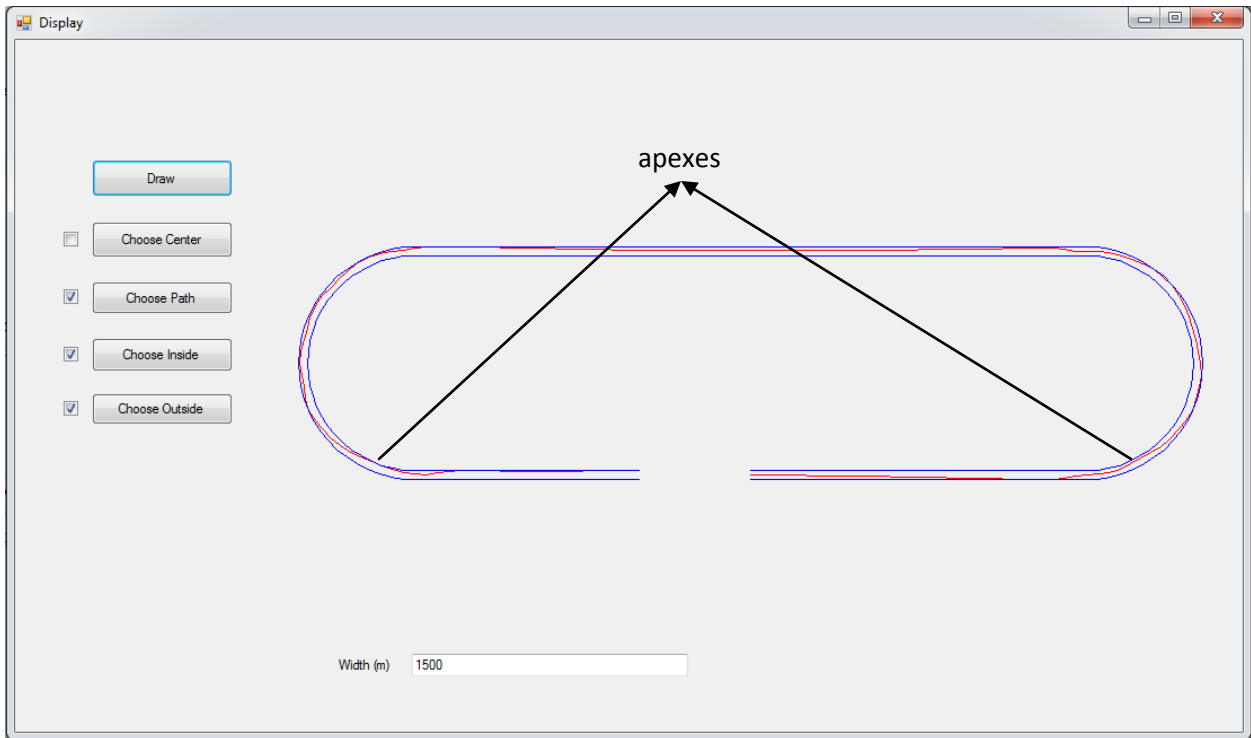 Display
apexes
Draw
Choose Center
Choose Path
Choose Inside
Choose Outside
Width (m) 1500